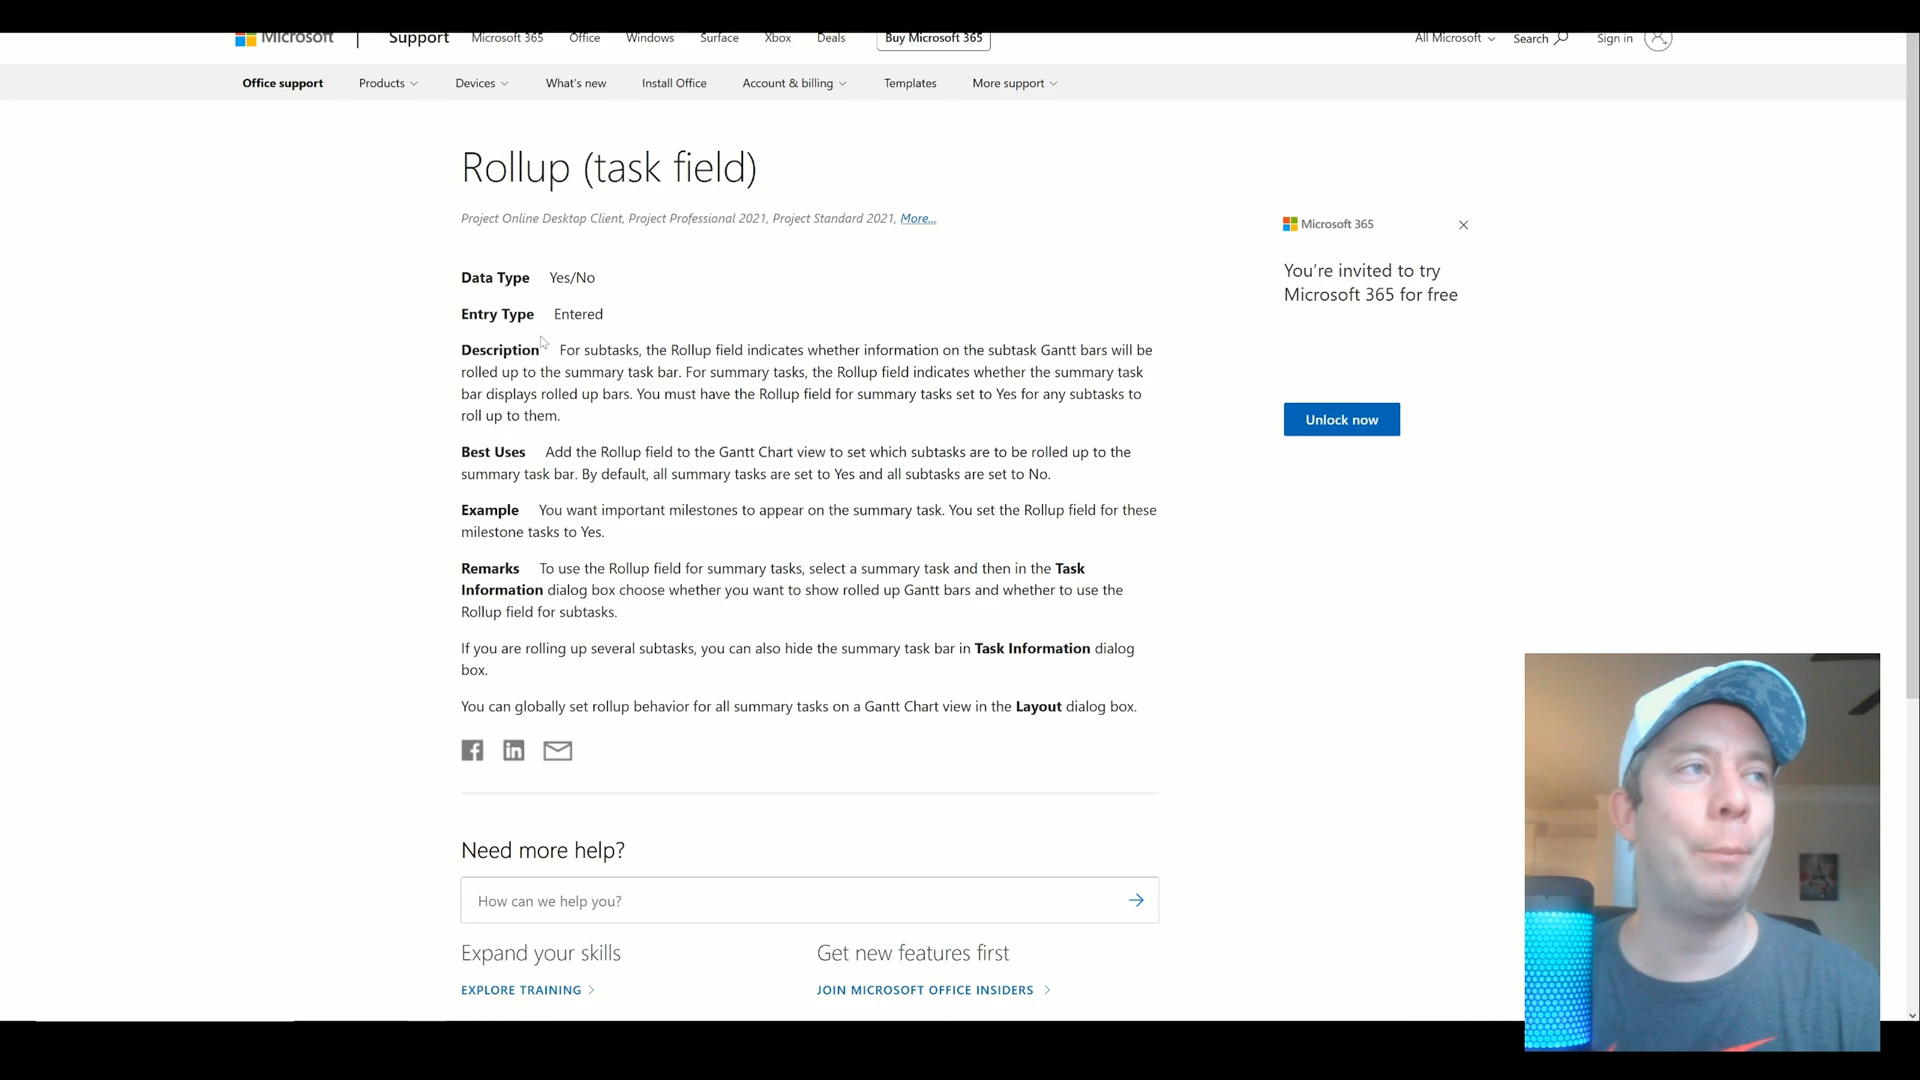 Microsoft | Support Microsoft 365 Office Windows Surface Xbox Deals Buy Microsoft 365 All Microsoft Search Sign in
Office support Products Devices What's new Install Office Account & billing Templates More support
Rollup (task field)
Project Online Desktop Client, Project Professional 2021, Project Standard 2021, More...
Microsoft 365
You're invited to try
Microsoft 365 for free
Unlock now
Data Type Yes/No
Entry Type Entered
Description For subtasks, the Rollup field indicates whether information on the subtask Gantt bars will be
rolled up to the summary task bar. For summary tasks, the Rollup field indicates whether the summary task
bar displays rolled up bars. You must have the Rollup field for summary tasks set to Yes for any subtasks to
roll up to them.
Best Uses Add the Rollup field to the Gantt Chart view to set which subtasks are to be rolled up to the
summary task bar. By default, all summary tasks are set to Yes and all subtasks are set to No.
Example You want important milestones to appear on the summary task. You set the Rollup field for these
milestone tasks to Yes.
Remarks To use the Rollup field for summary tasks, select a summary task and then in the Task
Information dialog box choose whether you want to show rolled up Gantt bars and whether to use the
Rollup field for subtasks.
If you are rolling up several subtasks, you can also hide the summary task bar in Task Information dialog
box.
You can globally set rollup behavior for all summary tasks on a Gantt Chart view in the Layout dialog box.
Need more help?
How can we help you?
Expand your skills Get new features first
EXPLORE TRAINING > JOIN MICROSOFT OFFICE INSIDERS >